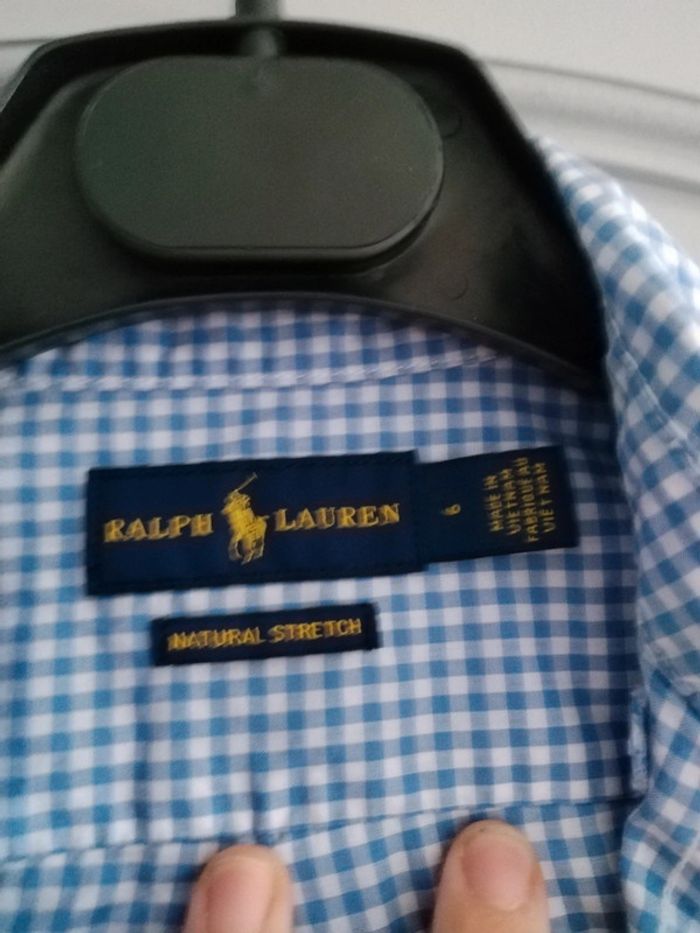 RALPH LAUREN
6
MADE IN
VIETNAM
FABRIQUE AU
VIET NAM
NATURAL STRETCH